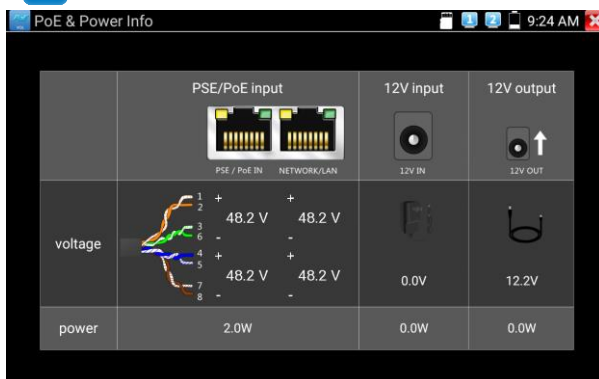 PoE & Power Info 1 2 9:24 AM
PSE/PoE input 12V input 12V output
PSE / PoE IN NETWORK/LAN 12V IN 12V OUT
1 + +
2
48.2 V 48.2 V
3
6 - -
voltage
4 + +
5
48.2 V 48.2 V 0.0V 12.2V
7
8 - -
power 2.0W 0.0W 0.0W